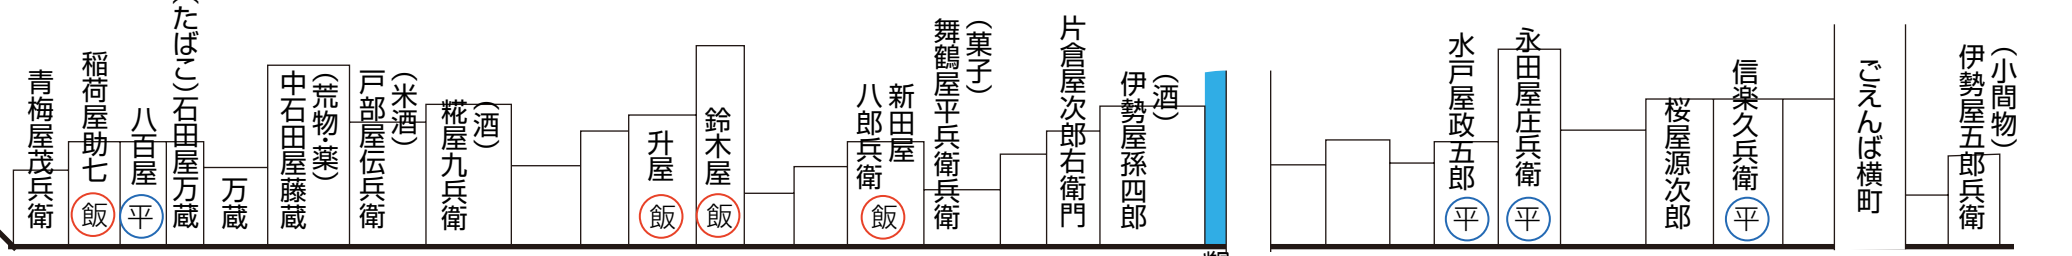 青梅屋茂兵衛
稲荷屋助七
飯
八百屋
平
（たばこ）石田屋万蔵
万蔵
（荒物・薬）
中石田屋藤蔵
（米酒）
戸部屋伝兵衛
（酒）
糀屋九兵衛
升屋
飯
鈴木屋
飯
新田屋
八郎兵衛
飯
（菓子）
舞鶴屋平兵衛兵衛
片倉屋次郎右衛門
（酒）
伊勢屋孫四郎
水戸屋政五郎
平
永田屋庄兵衛
平
桜屋源次郎
信楽久兵衛
平
ごえんば横町
（小間物）
伊勢屋五郎兵衛